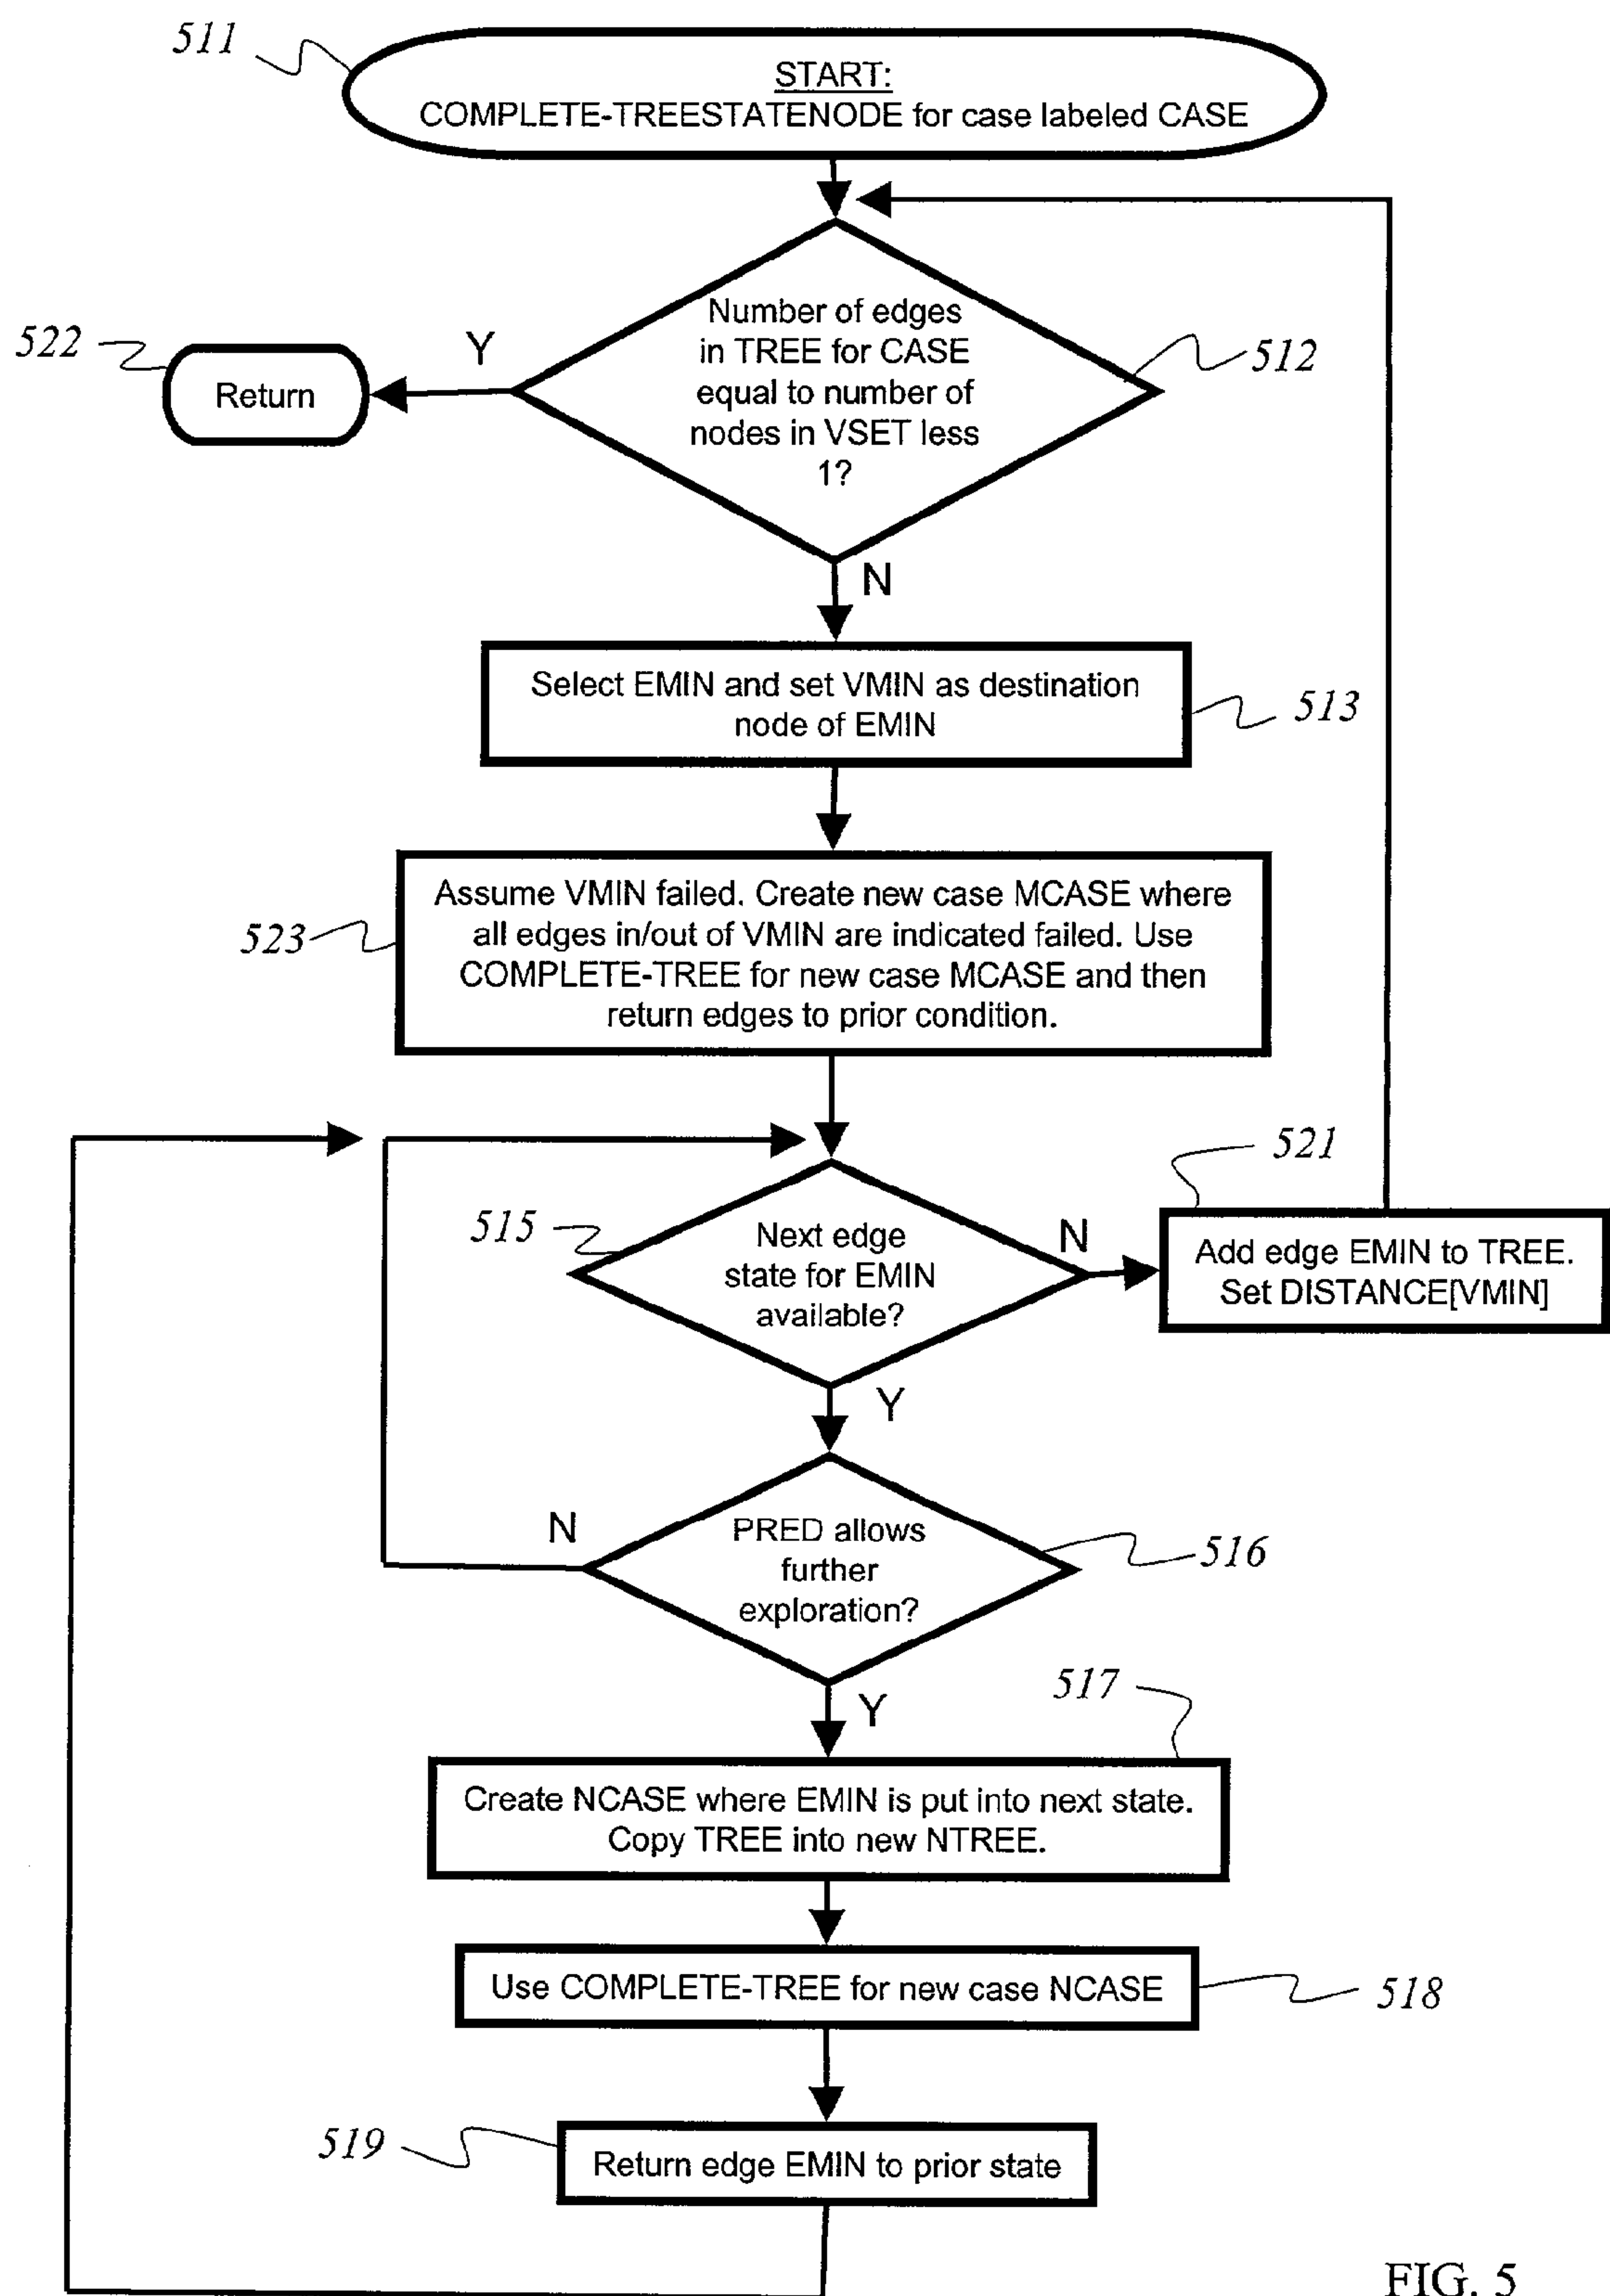 511
START:
COMPLETE-TREESTATENODE for case labeled CASE
522
Y
Return
Number of edges
in TREE for CASE
equal to number of
nodes in VSET less
1?
512
N
Select EMIN and set VMIN as destination
node of EMIN
513
523
Assume VMIN failed. Create new case MCASE where
all edges in/out of VMIN are indicated failed. Use
COMPLETE-TREE for new case MCASE and then
return edges to prior condition.
515
Next edge
state for EMIN
available?
N
521
Add edge EMIN to TREE.
Set DISTANCE[VMIN]
Y
N
PRED allows
further
exploration?
516
Y
517
Create NCASE where EMIN is put into next state.
Copy TREE into new NTREE.
Use COMPLETE-TREE for new case NCASE
518
519
Return edge EMIN to prior state
FIG. 5